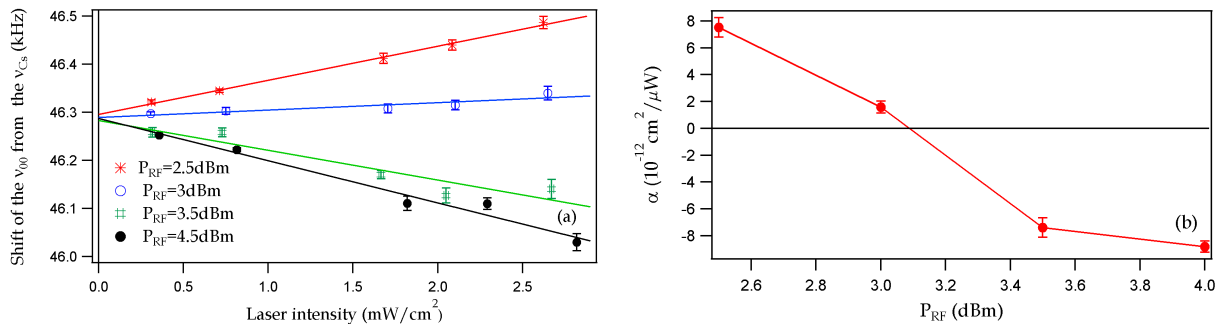 Shift of the ν00 from the νCs (kHz)
46.5
46.4
46.3
46.2
46.1
46.0
PRF=2.5dBm
PRF=3dBm
PRF=3.5dBm
PRF=4.5dBm
(a)
0.0 0.5 1.0 1.5 2.0 2.5
Laser intensity (mW/cm²)
α (10⁻¹² cm²/μW)
8
6
4
2
0
-2
-4
-6
-8
(b)
2.6 2.8 3.0 3.2 3.4 3.6 3.8 4.0
PRF (dBm)